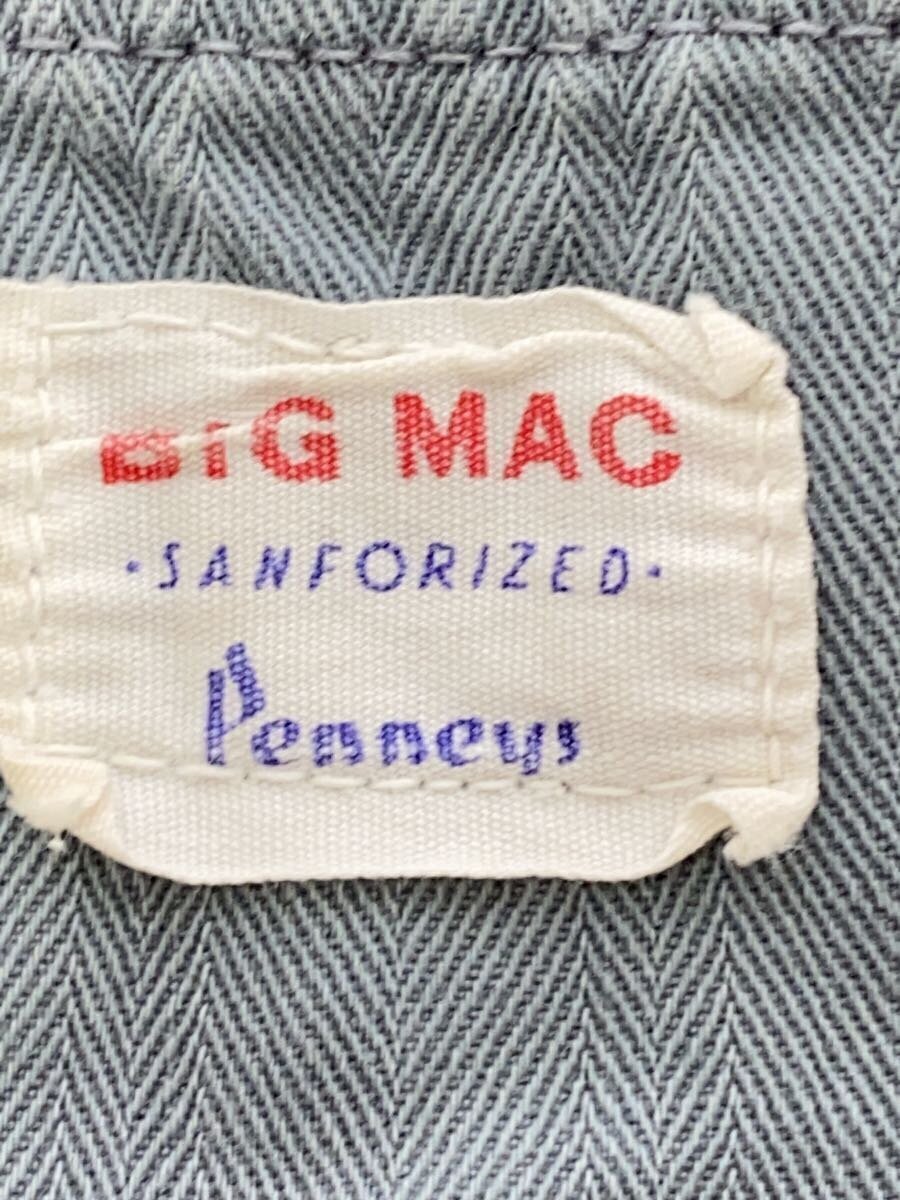 BIG MAC
·SANFORIZED·
Penneys